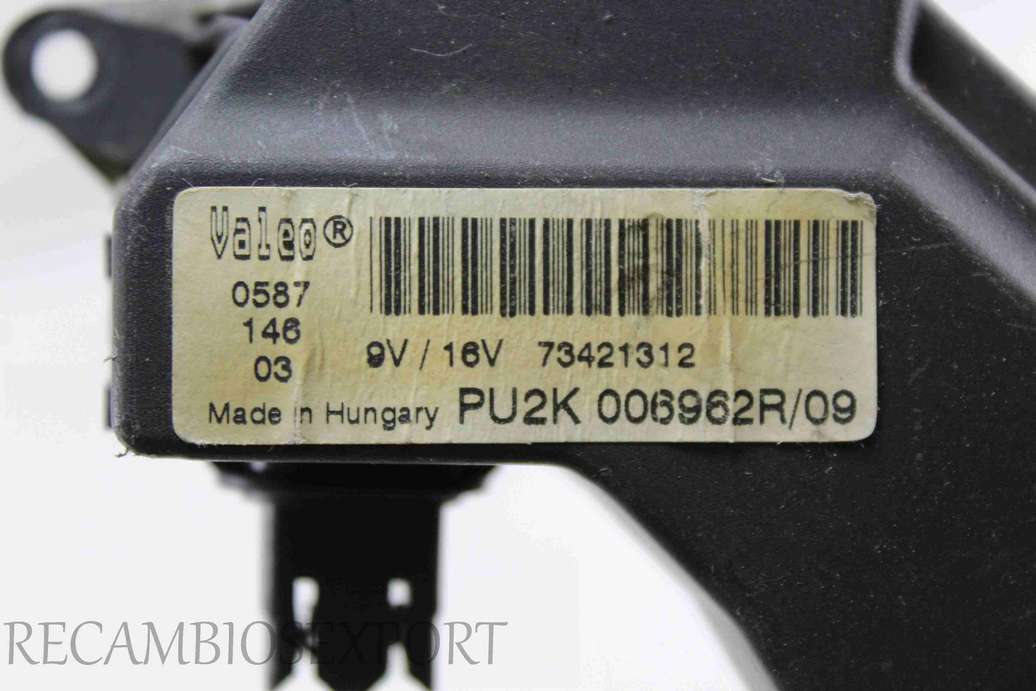 Valeo®
0587
146
03
9V / 16V 73421312
Made in Hungary PU2K 006962R/09
RECAMBIOSEXPORT